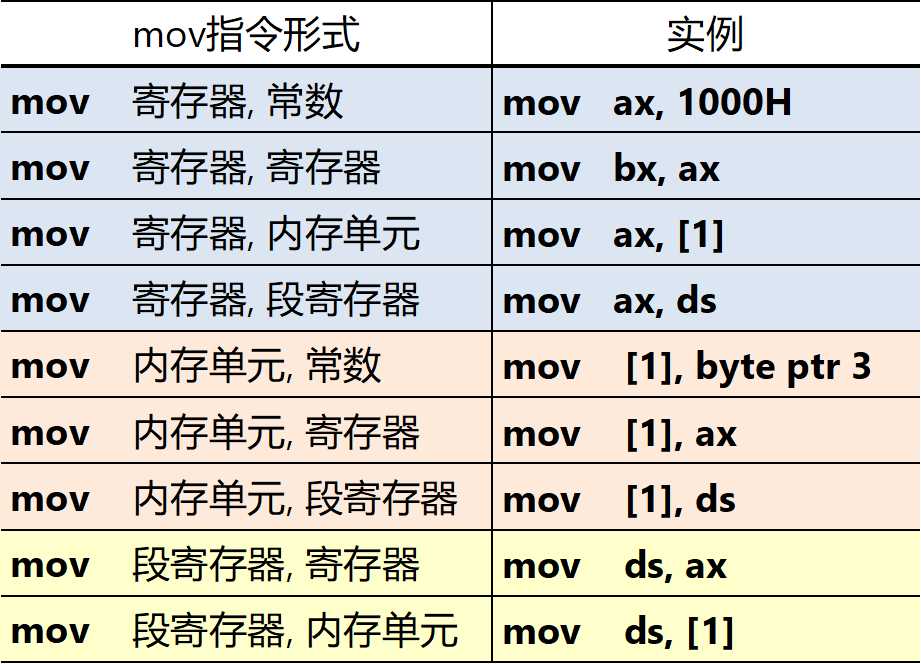 mov指令形式 实例
mov 寄存器, 常数 mov ax, 1000H
mov 寄存器, 寄存器 mov bx, ax
mov 寄存器, 内存单元 mov ax, [1]
mov 寄存器, 段寄存器 mov ax, ds
mov 内存单元, 常数 mov [1], byte ptr 3
mov 内存单元, 寄存器 mov [1], ax
mov 内存单元, 段寄存器 mov [1], ds
mov 段寄存器, 寄存器 mov ds, ax
mov 段寄存器, 内存单元 mov ds, [1]